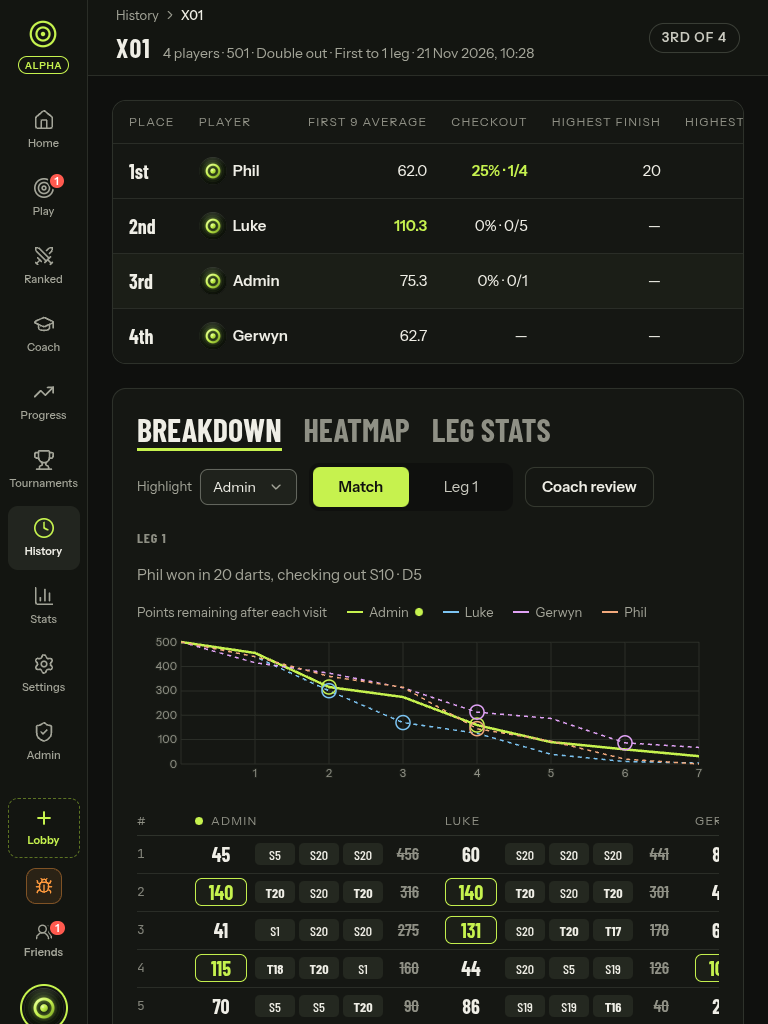 History > X01
X01 4 players · 501 · Double out · First to 1 leg · 21 Nov 2026, 10:28
3RD OF 4
ALPHA
Home
1
Play
Ranked
Coach
Progress
Tournaments
History
Stats
Settings
Admin
Lobby
1
Friends
PLACE PLAYER FIRST 9 AVERAGE CHECKOUT HIGHEST FINISH HIGHEST
1st Phil 62.0 25% · 1/4 20
2nd Luke 110.3 0% · 0/5 —
3rd Admin 75.3 0% · 0/1 —
4th Gerwyn 62.7 — —
BREAKDOWN HEATMAP LEG STATS
Highlight Admin Match Leg 1 Coach review
LEG 1
Phil won in 20 darts, checking out S10 · D5
Points remaining after each visit Admin Luke Gerwyn Phil
500
400
300
200
100
0
1 2 3 4 5 6 7
# ADMIN LUKE GER
1 45 S5 S20 S20 456 60 S20 S20 S20 441 8
2 140 T20 S20 T20 316 140 T20 S20 T20 301 4
3 41 S1 S20 S20 275 131 S20 T20 T17 170 6
4 115 T18 T20 S1 160 44 S20 S5 S19 126 10
5 70 S5 S5 T20 90 86 S19 S19 T16 40 2